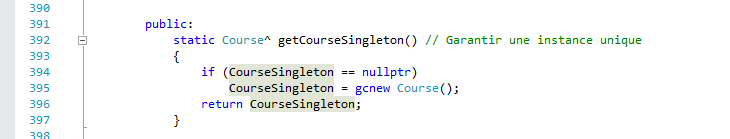 390
391 public:
392 static Course^ getCourseSingleton() // Garantir une instance unique
393 {
394 if (CourseSingleton == nullptr)
395 CourseSingleton = gcnew Course();
396 return CourseSingleton;
397 }
398